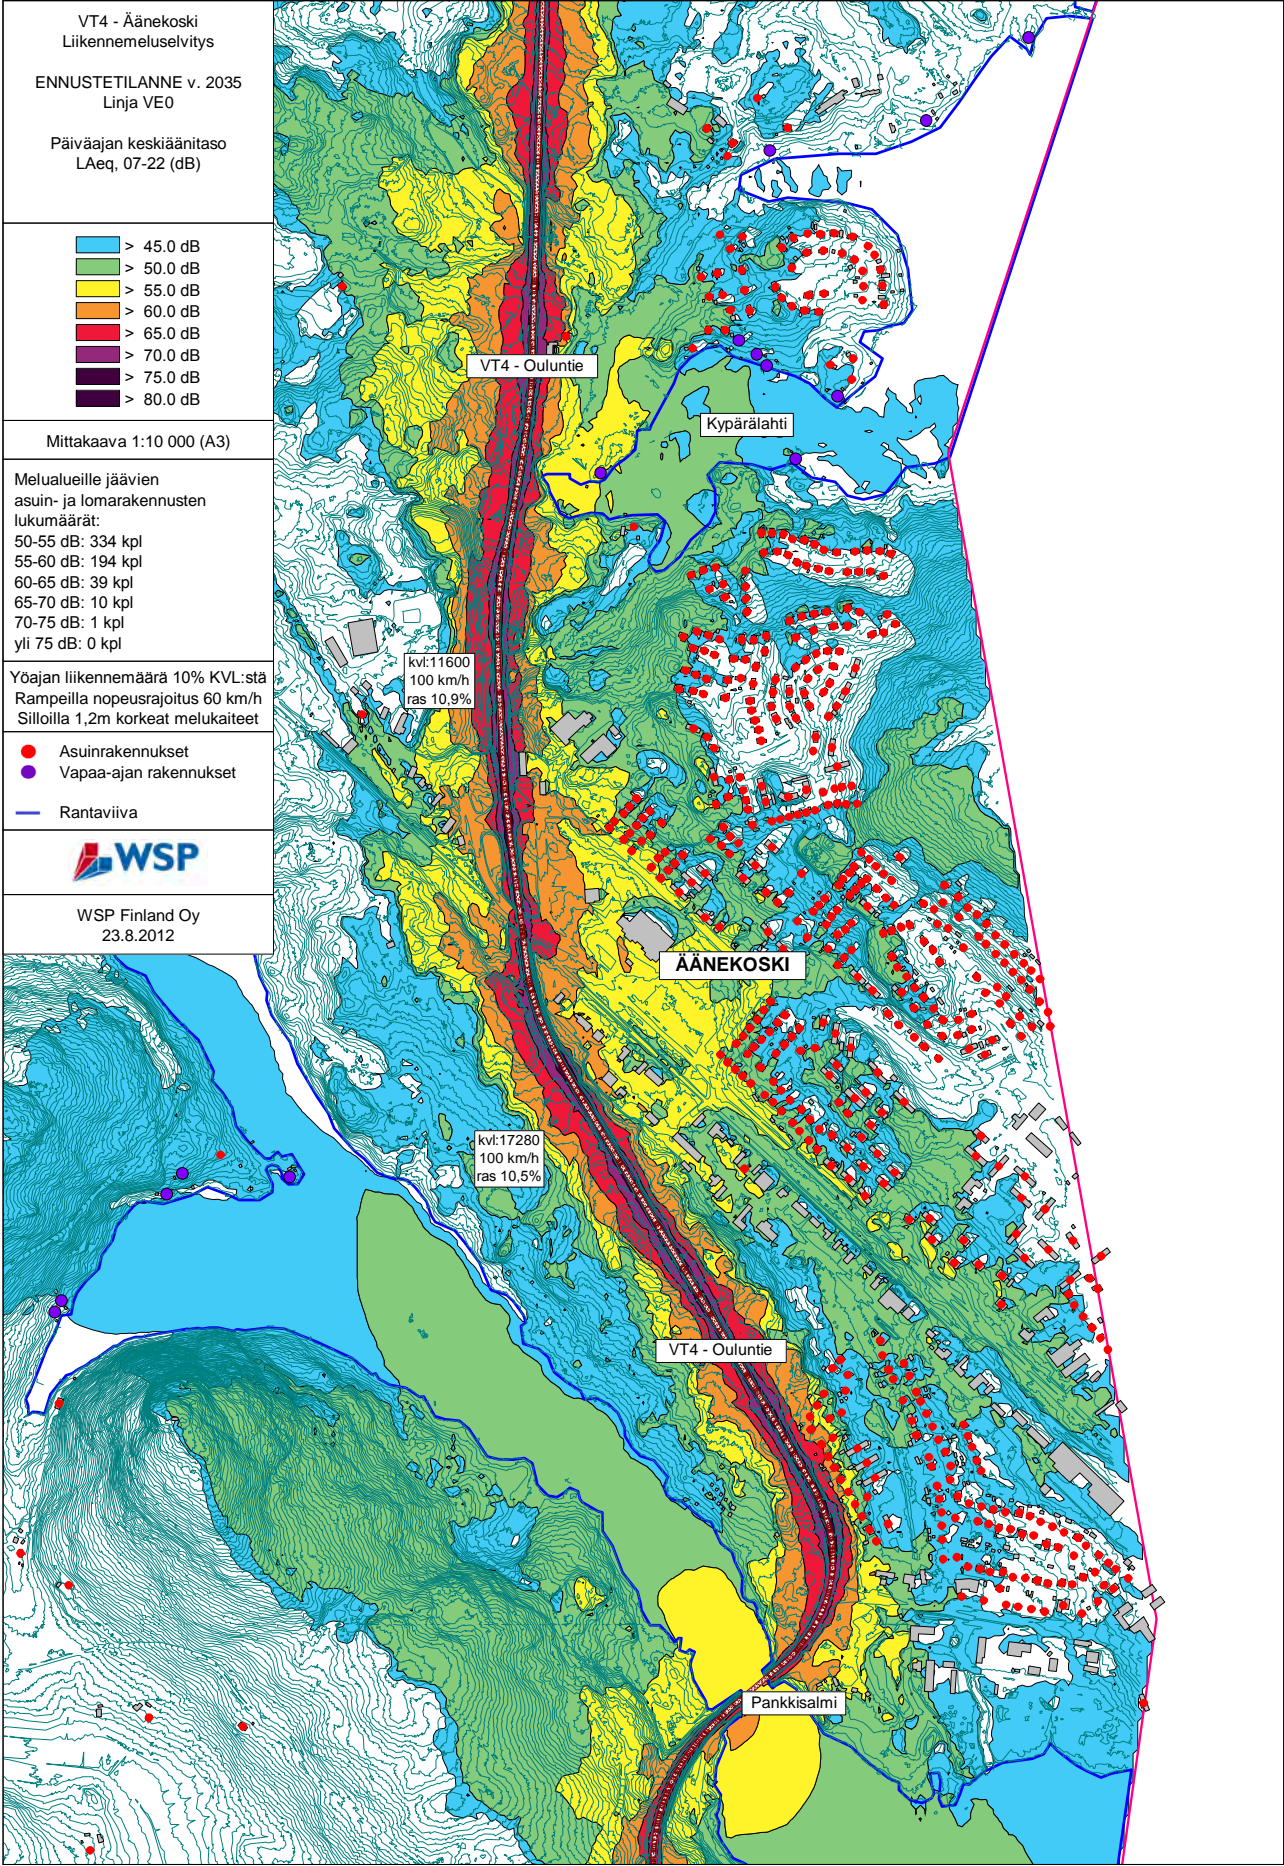 VT4 - Äänekoski
Liikennemeluselvitys
ENNUSTETILANNE v. 2035
Linja VE0
Päiväajan keskiäänitaso
LAeq, 07-22 (dB)
> 45.0 dB
> 50.0 dB
> 55.0 dB
> 60.0 dB
> 65.0 dB
> 70.0 dB
> 75.0 dB
> 80.0 dB
Mittakaava 1:10 000 (A3)
Melualueille jäävien
asuin- ja lomarakennusten
lukumäärät:
50-55 dB: 334 kpl
55-60 dB: 194 kpl
60-65 dB: 39 kpl
65-70 dB: 10 kpl
70-75 dB: 1 kpl
yli 75 dB: 0 kpl
Yöajan liikennemäärä 10% KVL:stä
Rampeilla nopeusrajoitus 60 km/h
Silloilla 1,2m korkeat melukaiteet
Asuinrakennukset
Vapaa-ajan rakennukset
Rantaviiva
WSP
WSP Finland Oy
23.8.2012
VT4 - Ouluntie
Kypärälahti
kvl:11600
100 km/h
ras 10,9%
ÄÄNEKOSKI
kvl:17280
100 km/h
ras 10,5%
VT4 - Ouluntie
Pankkisalmi